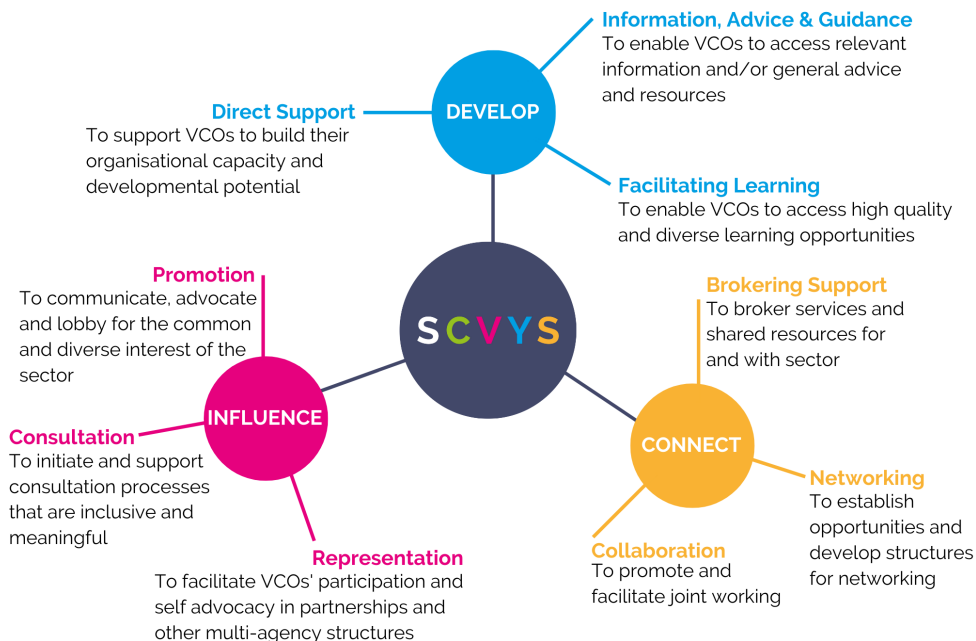 Information, Advice & Guidance
To enable VCOs to access relevant
information and/or general advice
and resources
Direct Support
To support VCOs to build their
organisational capacity and
developmental potential
DEVELOP
Facilitating Learning
To enable VCOs to access high quality
and diverse learning opportunities
SCVYS
Promotion
To communicate, advocate
and lobby for the common
and diverse interest of the
sector
INFLUENCE
Consultation
To initiate and support
consultation processes
that are inclusive and
meaningful
Representation
To facilitate VCOs' participation and
self advocacy in partnerships and
other multi-agency structures
Brokering Support
To broker services and
shared resources for
and with sector
CONNECT
Networking
To establish
opportunities and
develop structures
for networking
Collaboration
To promote and
facilitate joint working